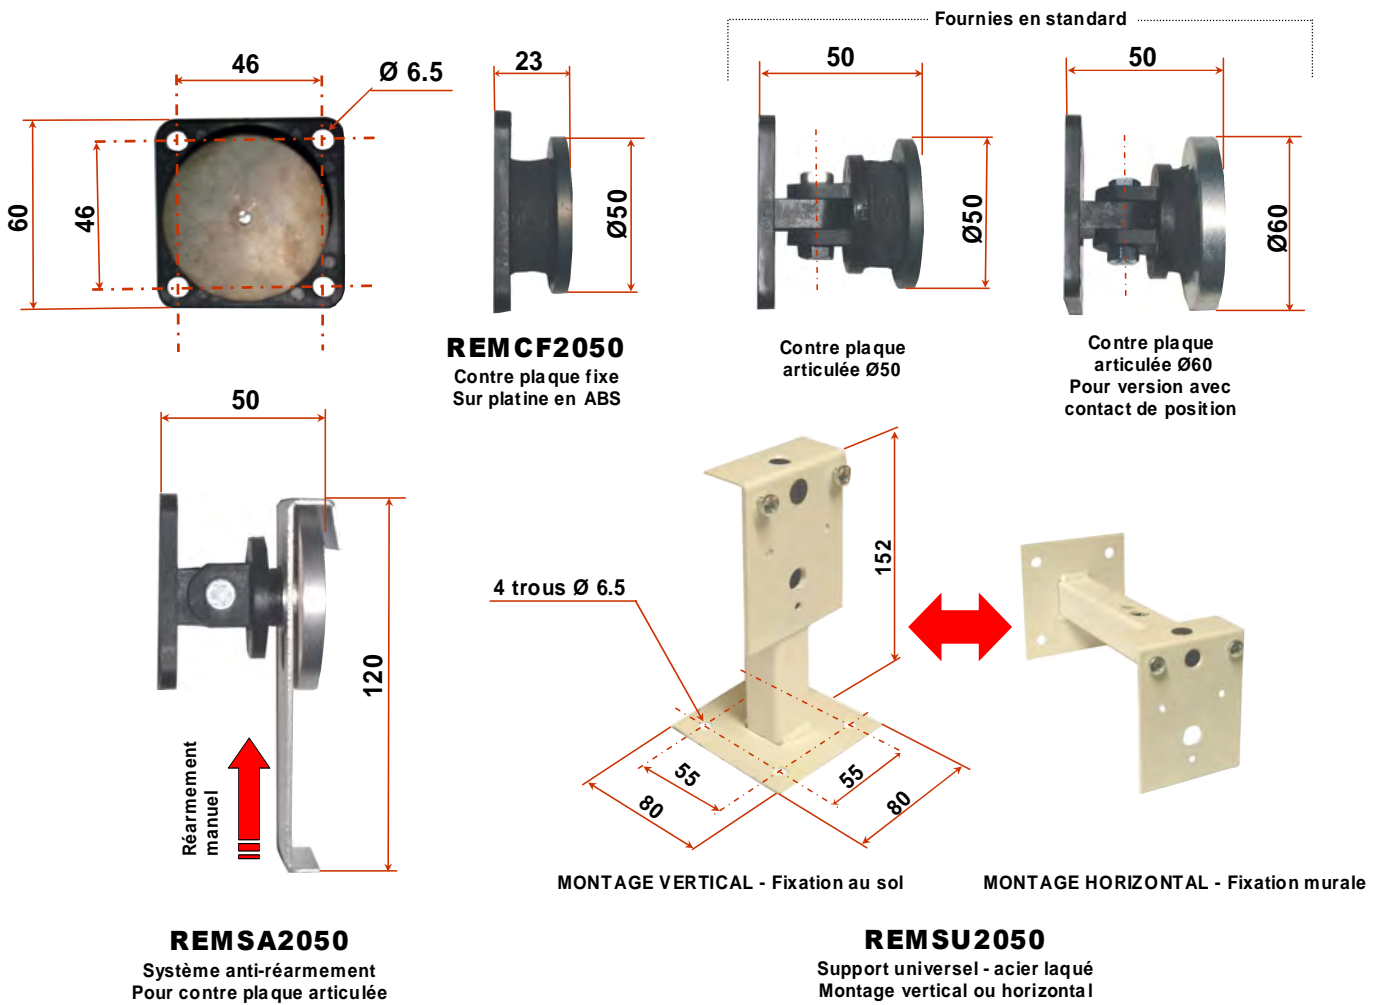 Fournies en standard
46
Ø 6.5
23
50
50
60
46
Ø50
Ø50
Ø60
REMCF2050
Contre plaque fixe
Sur platine en ABS
Contre plaque
articulée Ø50
Contre plaque
articulée Ø60
Pour version avec
contact de position
50
120
Réarmement
manuel
4 trous Ø 6.5
152
55
80
55
80
MONTAGE VERTICAL - Fixation au sol
MONTAGE HORIZONTAL - Fixation murale
REMSA2050
Système anti-réarmement
Pour contre plaque articulée
REMSU2050
Support universel - acier laqué
Montage vertical ou horizontal